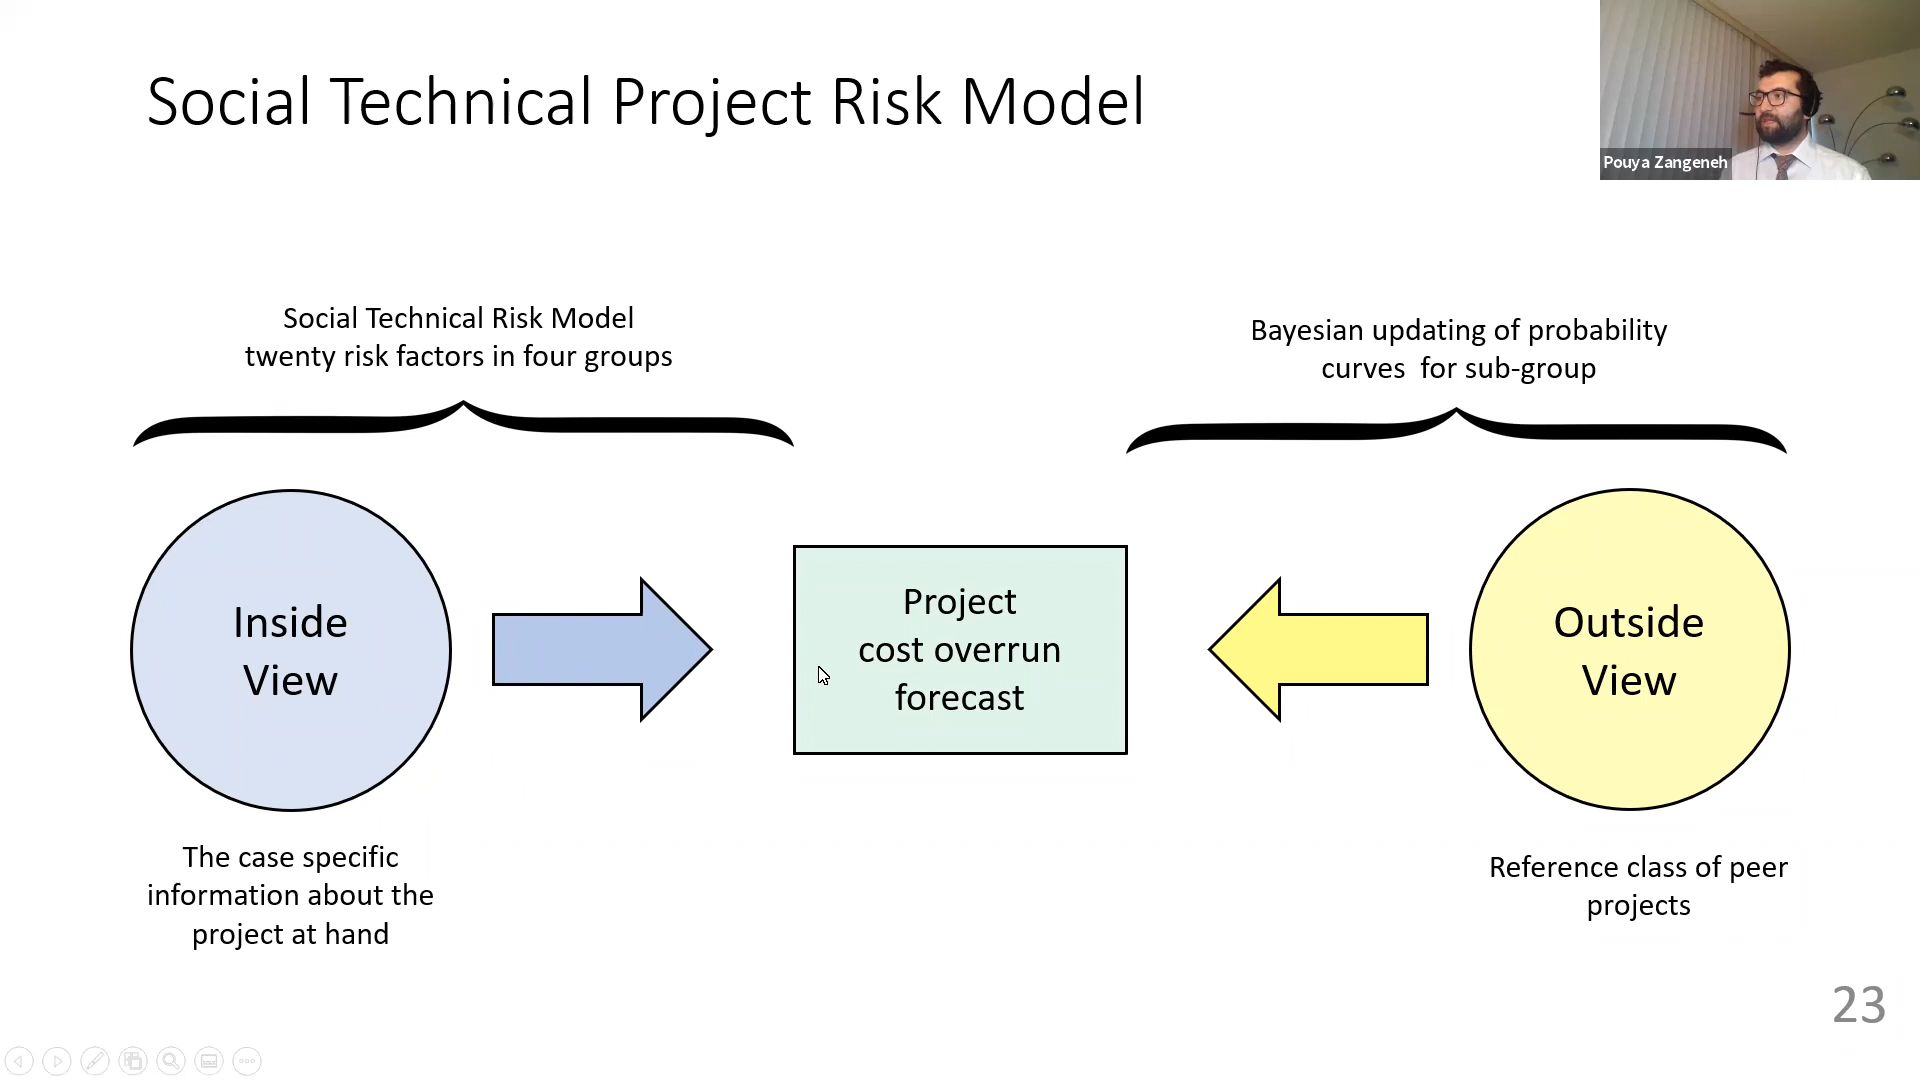 Social Technical Project Risk Model
Pouya Zangeneh
Social Technical Risk Model
twenty risk factors in four groups
Bayesian updating of probability
curves for sub-group
Inside
View
Project
cost overrun
forecast
Outside
View
The case specific
information about the
project at hand
Reference class of peer
projects
23